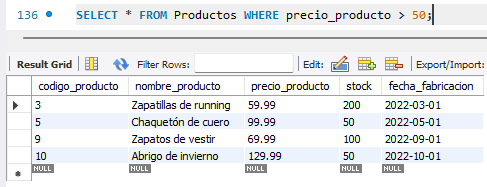 136 SELECT * FROM Productos WHERE precio_producto > 50;
Result Grid Filter Rows: Edit: Export/Import:
codigo_producto nombre_producto precio_producto stock fecha_fabricacion
3 Zapatillas de running 59.99 200 2022-03-01
5 Chaquetón de cuero 99.99 50 2022-05-01
9 Zapatos de vestir 69.99 100 2022-09-01
10 Abrigo de invierno 129.99 50 2022-10-01
NULL NULL NULL NULL NULL